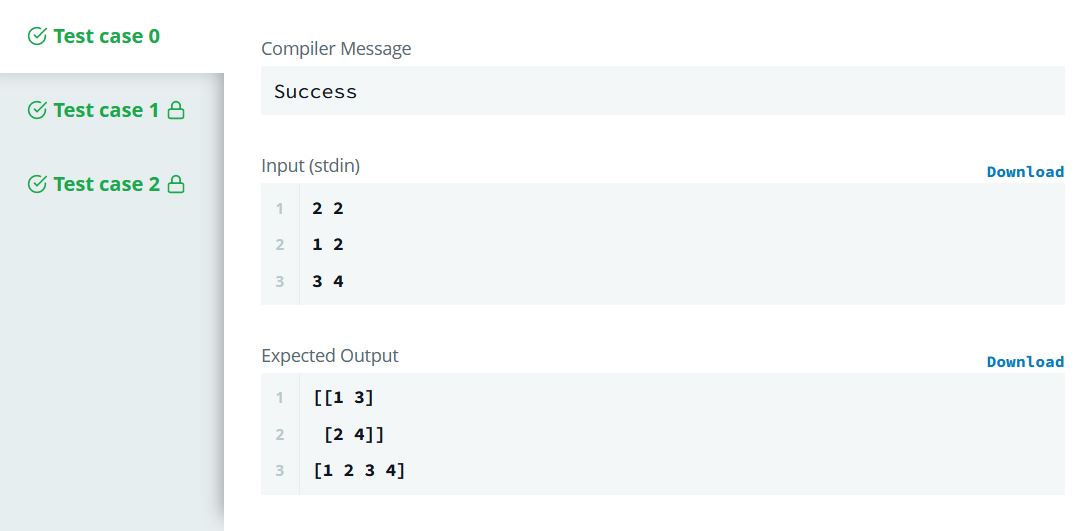 Test case 0
Test case 1
Test case 2
Compiler Message
Success
Input (stdin)
Download
1 2 2
2 1 2
3 3 4
Expected Output
Download
1 [[1 3]
2  [2 4]]
3 [1 2 3 4]